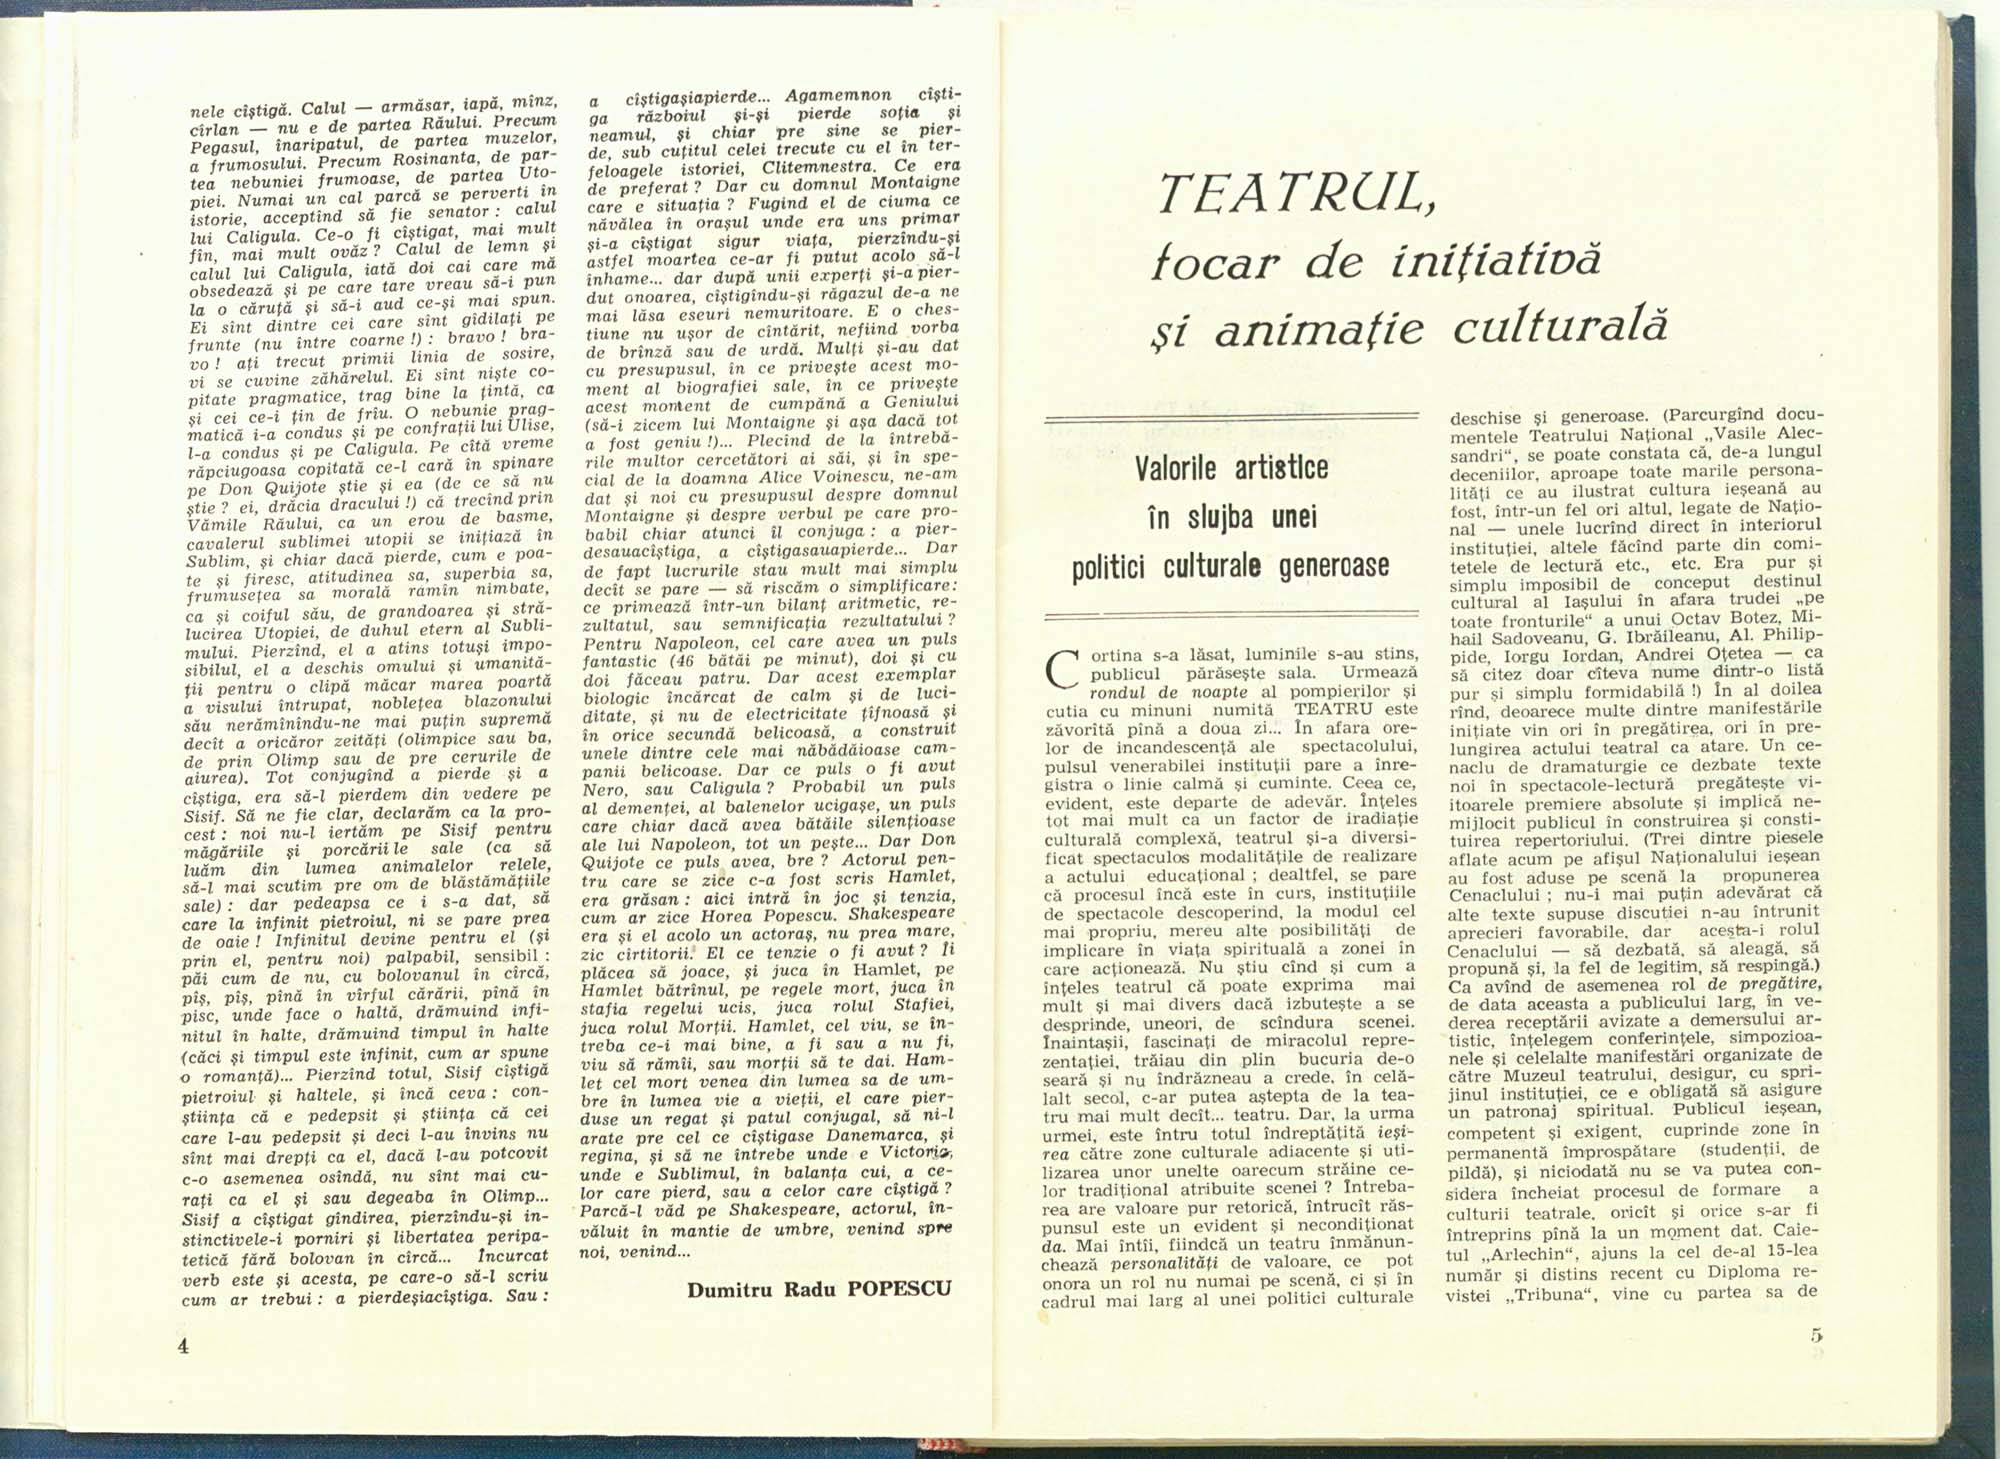 nele cîştigă. Calul — armăsar, iapă, mînz,
cîrlan — nu e de partea Răului. Precum
Pegasul, înaripatul, de partea muzelor,
a frumosului. Precum Rosinanta, de par-
tea nebuniei frumoase, de partea Uto-
piei. Numai un cal parcă se perverti în
istorie, acceptînd să fie senator : calul
lui Caligula. Ce-o fi cîştigat, mai mult
fîn, mai mult ovăz ? Calul de lemn şi
calul lui Caligula, iată doi cai care mă
obsedează şi pe care tare vreau să-i pun
la o căruţă şi să-i aud ce-şi mai spun.
Ei sînt dintre cei care sînt gîdilaţi pe
frunte (nu între coarne !) : bravo ! bra-
vo ! aţi trecut primii linia de sosire,
vi se cuvine zăhărelul. Ei sînt nişte co-
pitate pragmatice, trag bine la ţintă, ca
şi cei ce-i ţin de frîu. O nebunie prag-
matică i-a condus şi pe confraţii lui Ulise,
l-a condus şi pe Caligula. Pe cîtă vreme
răpciugoasa copitată ce-l cară în spinare
pe Don Quijote ştie şi ea (de ce să nu
ştie ? ei, drăcia dracului !) că trecînd prin
Vămile Răului, ca un erou de basme,
cavalerul sublimei utopii se iniţiază în
Sublim, şi chiar dacă pierde, cum e poa-
te şi firesc, atitudinea sa, superbia sa,
frumuseţea sa morală ramîn nimbate,
ca şi coiful său, de grandoarea şi stră-
lucirea Utopiei, de duhul etern al Subli-
mului. Pierzînd, el a atins totuşi impo-
sibilul, el a deschis omului şi umanită-
ţii pentru o clipă măcar marea poartă
a visului întrupat, nobleţea blazonului
său nerămînîndu-ne mai puţin supremă
decît a oricăror zeităţi (olimpice sau ba,
de prin Olimp sau de pre cerurile de
aiurea). Tot conjugînd a pierde şi a
cîştiga, era să-l pierdem din vedere pe
Sisif. Să ne fie clar, declarăm ca la pro-
cest : noi nu-l iertăm pe Sisif pentru
măgăriile şi porcăriile sale (ca să
luăm din lumea animalelor relele,
să-l mai scutim pre om de blăstămăţiile
sale) : dar pedeapsa ce i s-a dat, să
care la infinit pietroiul, ni se pare prea
de oaie ! Infinitul devine pentru el (şi
prin el, pentru noi) palpabil, sensibil :
păi cum de nu, cu bolovanul în cîrcă,
pîş, pîş, pînă în vîrful cărării, pînă în
pisc, unde face o haltă, drămuind infi-
nitul în halte, drămuind timpul în halte
(căci şi timpul este infinit, cum ar spune
o romanţă)... Pierzînd totul, Sisif cîştigă
pietroiul şi haltele, şi încă ceva : con-
ştiinţa că e pedepsit şi ştiinţa că cei
care l-au pedepsit şi deci l-au învins nu
sînt mai drepţi ca el, dacă l-au potcovit
c-o asemenea osîndă, nu sînt mai cu-
raţi ca el şi sau degeaba în Olimp...
Sisif a cîştigat gîndirea, pierzîndu-şi in-
stinctivele-i porniri şi libertatea peripa-
tetică fără bolovan în cîrcă... Încurcat
verb este şi acesta, pe care-o să-l scriu
cum ar trebui : a pierdeşiacîştiga. Sau :
4
a cîştigaşiapierde... Agamemnon cîşti-
ga războiul şi-şi pierde soţia şi
neamul, şi chiar pre sine se pier-
de, sub cuţitul celei trecute cu el în ter-
feloagele istoriei, Clitemnestra. Ce era
de preferat ? Dar cu domnul Montaigne
care e situaţia ? Fugind el de ciuma ce
năvălea în oraşul unde era uns primar
şi-a cîştigat sigur viaţa, pierzîndu-şi
astfel moartea ce-ar fi putut acolo să-l
înhame... dar după unii experţi şi-a pier-
dut onoarea, cîştigîndu-şi răgazul de-a ne
mai lăsa eseuri nemuritoare. E o ches-
tiune nu uşor de cîntărit, nefiind vorba
de brînză sau de urdă. Mulţi şi-au dat
cu presupusul, în ce priveşte acest mo-
ment al biografiei sale, în ce priveşte
acest moment de cumpănă a Geniului
(să-i zicem lui Montaigne şi aşa dacă tot
a fost geniu !)... Plecînd de la întrebă-
rile multor cercetători ai săi, şi în spe-
cial de la doamna Alice Voinescu, ne-am
dat şi noi cu presupusul despre domnul
Montaigne şi despre verbul pe care pro-
babil chiar atunci îl conjuga : a pier-
desauacîştiga, a cîştigasauapierde... Dar
de fapt lucrurile stau mult mai simplu
decît se pare — să riscăm o simplificare:
ce primează într-un bilanţ aritmetic, re-
zultatul, sau semnificaţia rezultatului ?
Pentru Napoleon, cel care avea un puls
fantastic (46 bătăi pe minut), doi şi cu
doi făceau patru. Dar acest exemplar
biologic încărcat de calm şi de luci-
ditate, şi nu de electricitate ţîfnoasă şi
în orice secundă belicoasă, a construit
unele dintre cele mai năbădăioase cam-
panii belicoase. Dar ce puls o fi avut
Nero, sau Caligula ? Probabil un puls
al demenţei, al balenelor ucigaşe, un puls
care chiar dacă avea bătăile silenţioase
ale lui Napoleon, tot un peşte... Dar Don
Quijote ce puls avea, bre ? Actorul pen-
tru care se zice c-a fost scris Hamlet,
era grăsan : aici intră în joc şi tenzia,
cum ar zice Horea Popescu. Shakespeare
era şi el acolo un actoraş, nu prea mare,
zic cîrtitorii. El ce tenzie o fi avut ? Îi
plăcea să joace, şi juca în Hamlet, pe
Hamlet bătrînul, pe regele mort, juca în
stafia regelui ucis, juca rolul Stafiei,
juca rolul Morţii. Hamlet, cel viu, se în-
treba ce-i mai bine, a fi sau a nu fi,
viu să rămîi, sau morţii să te dai. Ham-
let cel mort venea din lumea sa de um-
bre în lumea vie a vieţii, el care pier-
duse un regat şi patul conjugal, să ni-l
arate pre cel ce cîştigase Danemarca, şi
regina, şi să ne întrebe unde e Victoria,
unde e Sublimul, în balanţa cui, a ce-
lor care pierd, sau a celor care cîştigă ?
Parcă-l văd pe Shakespeare, actorul, în-
văluit în mantie de umbre, venind spre
noi, venind...
Dumitru Radu POPESCU
TEATRUL,
focar de iniţiativă
şi animaţie culturală
Valorile artistice
în slujba unei
politici culturale generoase
Cortina s-a lăsat, luminile s-au stins,
publicul părăseşte sala. Urmează
rondul de noapte al pompierilor şi
cutia cu minuni numită TEATRU este
zăvorîtă pînă a doua zi... În afara ore-
lor de incandescenţă ale spectacolului,
pulsul venerabilei instituţii pare a înre-
gistra o linie calmă şi cuminte. Ceea ce,
evident, este departe de adevăr. Înţeles
tot mai mult ca un factor de iradiaţie
culturală complexă, teatrul şi-a diversi-
ficat spectaculos modalităţile de realizare
a actului educaţional ; dealtfel, se pare
că procesul încă este în curs, instituţiile
de spectacole descoperind, la modul cel
mai propriu, mereu alte posibilităţi de
implicare în viaţa spirituală a zonei în
care acţionează. Nu ştiu cînd şi cum a
înţeles teatrul că poate exprima mai
mult şi mai divers dacă izbuteşte a se
desprinde, uneori, de scîndura scenei.
Înaintaşii, fascinaţi de miracolul repre-
zentaţiei, trăiau din plin bucuria de-o
seară şi nu îndrăzneau a crede, în celă-
lalt secol, c-ar putea aştepta de la tea-
tru mai mult decît... teatru. Dar, la urma
urmei, este întru totul îndreptăţită ieşi-
rea către zone culturale adiacente şi uti-
lizarea unor unelte oarecum străine ce-
lor tradiţional atribuite scenei ? Întreba-
rea are valoare pur retorică, întrucît răs-
punsul este un evident şi necondiţionat
da. Mai întîi, fiindcă un teatru înmănun-
chează personalităţi de valoare, ce pot
onora un rol nu numai pe scenă, ci şi în
cadrul mai larg al unei politici culturale
deschise şi generoase. (Parcurgînd docu-
mentele Teatrului Naţional „Vasile Alec-
sandri“, se poate constata că, de-a lungul
deceniilor, aproape toate marile persona-
lităţi ce au ilustrat cultura ieşeană au
fost, într-un fel ori altul, legate de Naţio-
nal — unele lucrînd direct în interiorul
instituţiei, altele făcînd parte din comi-
tetele de lectură etc., etc. Era pur şi
simplu imposibil de conceput destinul
cultural al Iaşului în afara trudei „pe
toate fronturile“ a unui Octav Botez, Mi-
hail Sadoveanu, G. Ibrăileanu, Al. Philip-
pide, Iorgu Iordan, Andrei Oţetea — ca
să citez doar cîteva nume dintr-o listă
pur şi simplu formidabilă !) În al doilea
rînd, deoarece multe dintre manifestările
iniţiate vin ori în pregătirea, ori în pre-
lungirea actului teatral ca atare. Un ce-
naclu de dramaturgie ce dezbate texte
noi în spectacole-lectură pregăteşte vi-
itoarele premiere absolute şi implică ne-
mijlocit publicul în construirea şi consti-
tuirea repertoriului. (Trei dintre piesele
aflate acum pe afişul Naţionalului ieşean
au fost aduse pe scenă la propunerea
Cenaclului ; nu-i mai puţin adevărat că
alte texte supuse discuţiei n-au întrunit
aprecieri favorabile, dar acesta-i rolul
Cenaclului — să dezbată, să aleagă, să
propună şi, la fel de legitim, să respingă.)
Ca avînd de asemenea rol de pregătire,
de data aceasta a publicului larg, în ve-
derea receptării avizate a demersului ar-
tistic, înţelegem conferinţele, simpozioa-
nele şi celelalte manifestări organizate de
către Muzeul teatrului, desigur, cu spri-
jinul instituţiei, ce e obligată să asigure
un patronaj spiritual. Publicul ieşean,
competent şi exigent, cuprinde zone în
permanentă împrospătare (studenţii, de
pildă), şi niciodată nu se va putea con-
sidera încheiat procesul de formare a
culturii teatrale, oricît şi orice s-ar fi
întreprins pînă la un moment dat. Caie-
tul „Arlechin“, ajuns la cel de-al 15-lea
număr şi distins recent cu Diploma re-
vistei „Tribuna“, vine cu partea sa de
5